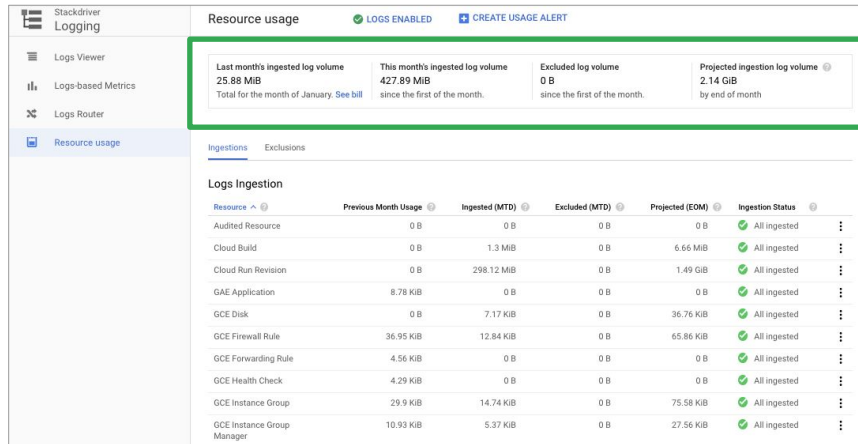 Stackdriver
Logging
Resource usage
LOGS ENABLED
CREATE USAGE ALERT
Logs Viewer
Logs-based Metrics
Logs Router
Resource usage
Last month's ingested log volume
25.88 MiB
Total for the month of January. See bill
This month's ingested log volume
427.89 MiB
since the first of the month.
Excluded log volume
0 B
since the first of the month.
Projected ingestion log volume
2.14 GiB
by end of month
Ingestions Exclusions
Logs Ingestion
Resource Previous Month Usage Ingested (MTD) Excluded (MTD) Projected (EOM) Ingestion Status
Audited Resource 0 B 0 B 0 B 0 B All ingested
Cloud Build 0 B 1.3 MiB 0 B 6.66 MiB All ingested
Cloud Run Revision 0 B 298.12 MiB 0 B 1.49 GiB All ingested
GAE Application 8.78 KiB 0 B 0 B 0 B All ingested
GCE Disk 0 B 7.17 KiB 0 B 36.76 KiB All ingested
GCE Firewall Rule 36.95 KiB 12.84 KiB 0 B 65.86 KiB All ingested
GCE Forwarding Rule 4.56 KiB 0 B 0 B 0 B All ingested
GCE Health Check 4.29 KiB 0 B 0 B 0 B All ingested
GCE Instance Group 29.9 KiB 14.74 KiB 0 B 75.58 KiB All ingested
GCE Instance Group 10.93 KiB 5.37 KiB 0 B 27.56 KiB All ingested
Manager